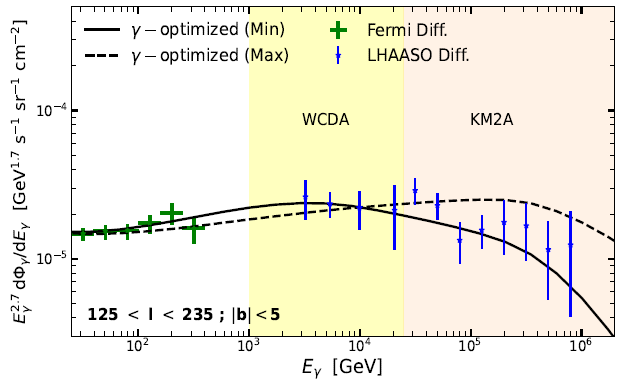 γ − optimized (Min)
γ − optimized (Max)
Fermi Diff.
LHAASO Diff.
WCDA
KM2A
125 < l < 235 ; |b|<5
E_γ^{2.7} dΦ_γ/dE_γ [GeV^{1.7} s^{−1} sr^{−1} cm^{−2}]
10^{−4}
10^{−5}
10^2 10^3 10^4 10^5 10^6
E_γ [GeV]